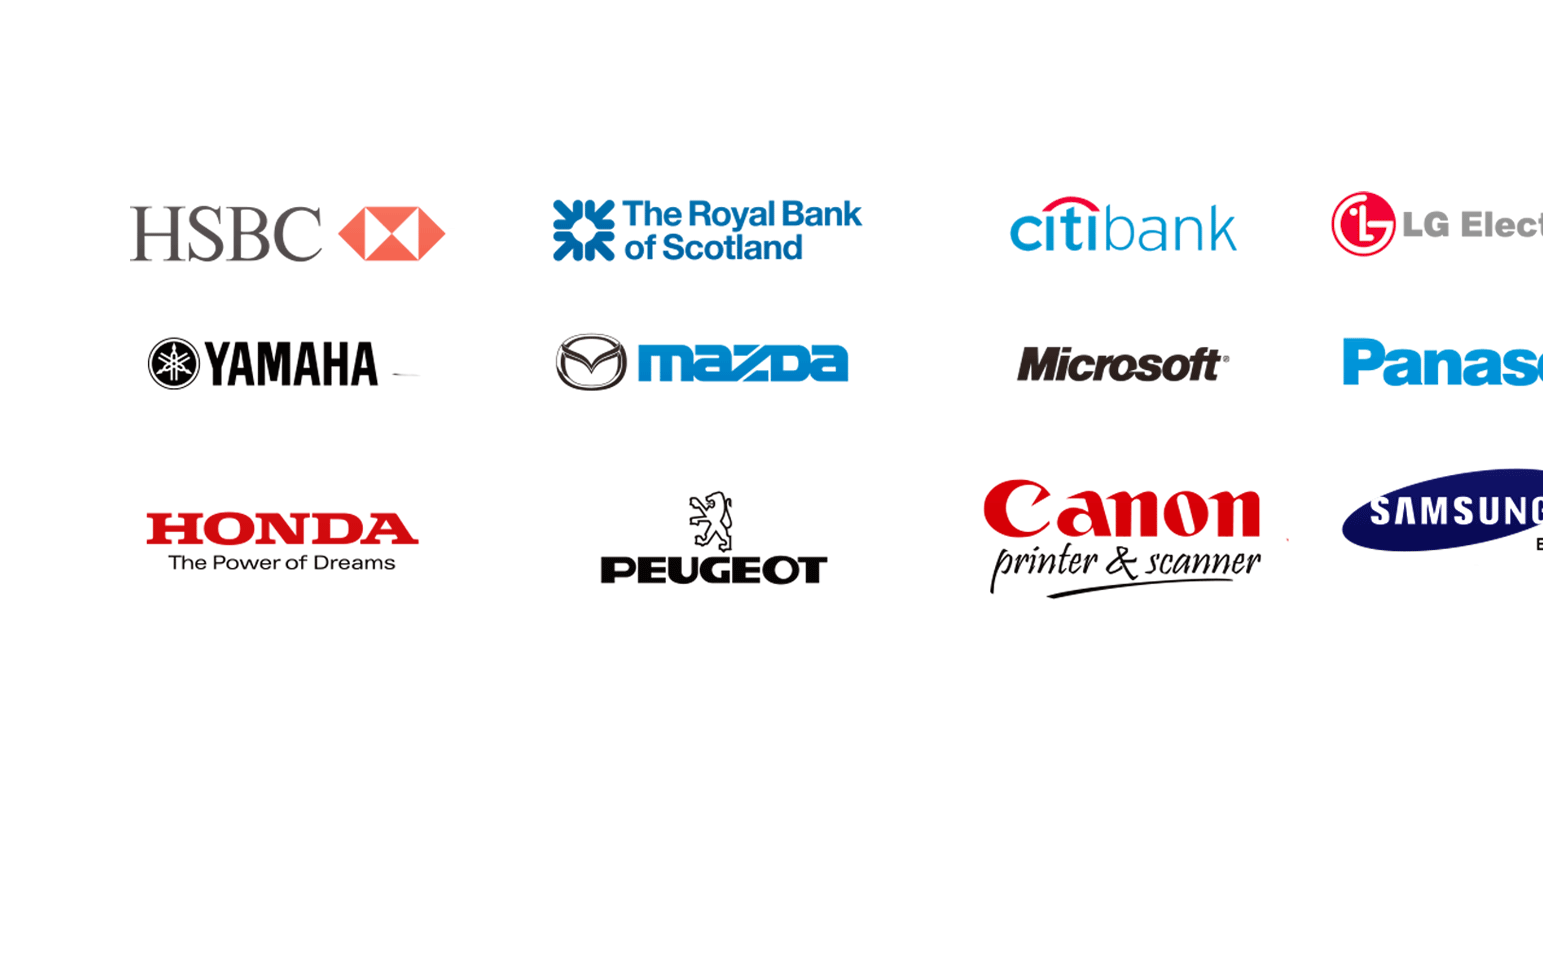 HSBC
The Royal Bank
of Scotland
citibank
LG Elect
YAMAHA
mazda
Microsoft®
Panaso
HONDA
The Power of Dreams
PEUGEOT
Canon
printer & scanner
SAMSUNG
E